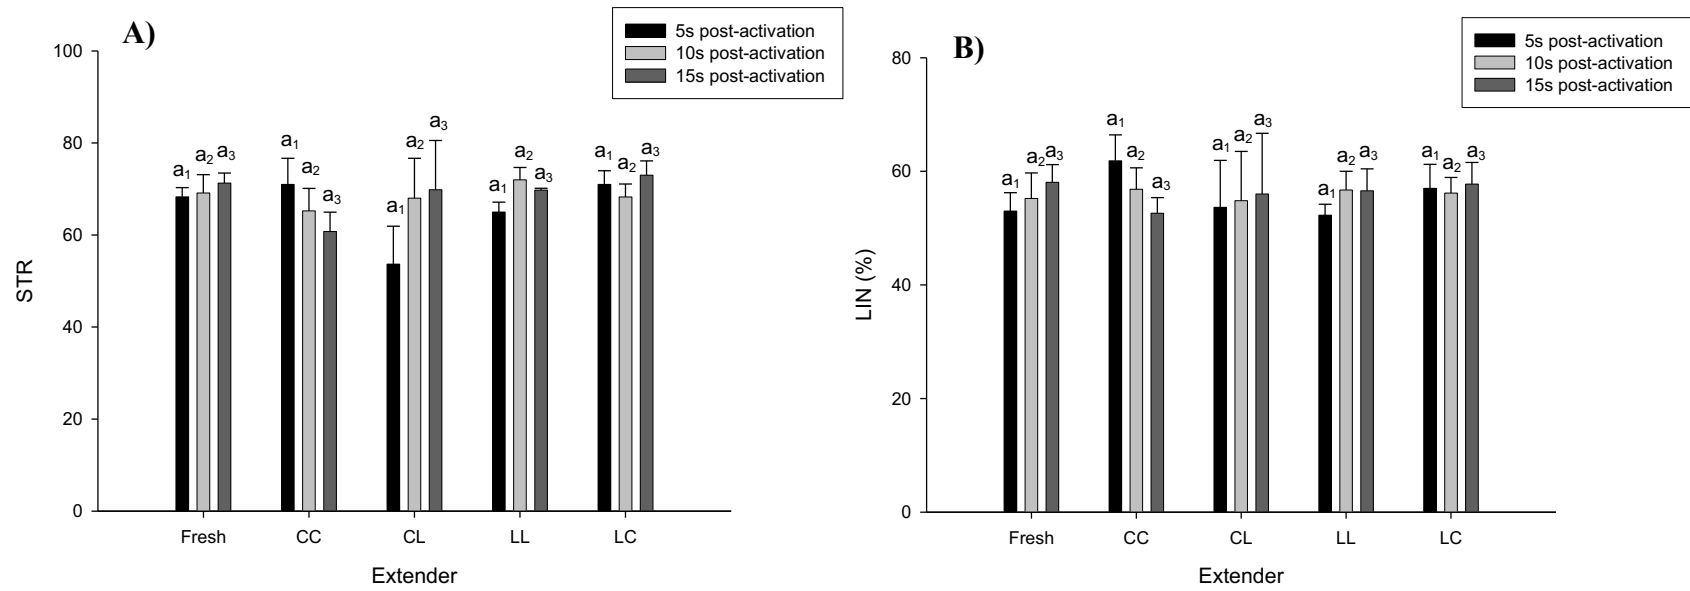 A)
5s post-activation
10s post-activation
15s post-activation
100
80
60
40
20
0
STR
a1 a2 a3
a1 a2 a3
a1 a2 a3
a1 a2 a3
a1 a2 a3
Fresh CC CL LL LC
Extender
B)
5s post-activation
10s post-activation
15s post-activation
80
60
40
20
0
LIN (%)
a1 a2 a3
a1 a2 a3
a1 a2 a3
a1 a2 a3
a1 a2 a3
Fresh CC CL LL LC
Extender